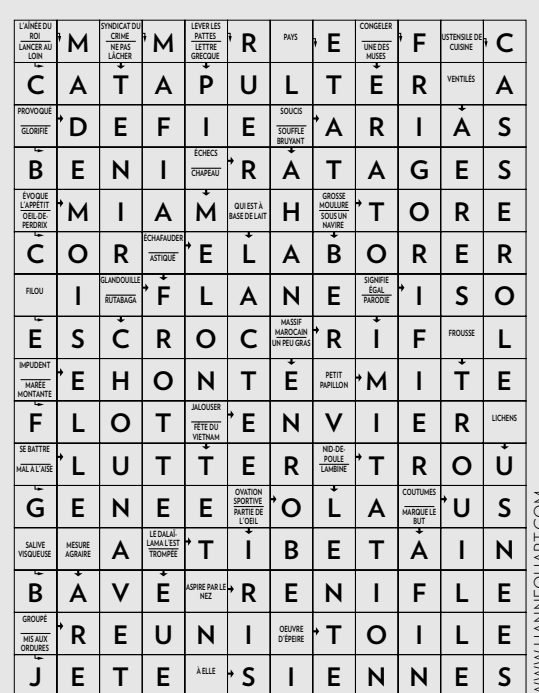 L'AÎNÉE DU ROI LANCER AU LOIN M SYNDICAT DU CRIME NE PAS LÂCHER M LEVER LES PATTES LETTRE GRECQUE R PAYS E CONGELER UNE DES MUSES F USTENSILE DE CUISINE C
C A T A P U L T E R VENTILÉS A
PROVOQUÉ GLORIFIÉ D E F I E SOUCIS SOUFFLE BRUYANT A R I A S
B E N I ÉCHECS CHAPEAU R A T A G E S
ÉVOQUE L'APPÉTIT OEIL-DE-PERDRIX M I A M QUI EST À BASE DE LAIT H GROSSE MOULURE SOUS UN NAVIRE T O R E
C O R ÉCHAFAUDER ASTIQUE E L A B O R E R
FILOU I GLANDOUILLE RUTABAGA F L A N E SIGNIFIE ÉGAL PARODIE I S O
E S C R O C MASSIF MAROCAIN UN PEU GRAS R I F FROUSSE L
IMPUDENT MARÉE MONTANTE E H O N T E PETIT PAPILLON M I T E
F L O T JALOUSER FÊTE DU VIETNAM E N V I E R LICHENS
SE BATTRE MAL À L'AISE L U T T E R NID-DE-POULE LAMBINE T R O U
G E N E E OVATION SPORTIVE PARTIE DE L'OEIL O L A COUTUMES MARQUE LE BUT U S
SALIVE VISQUEUSE MESURE AGRAIRE A LE DALAÏ-LAMA L'EST TROMPÉE T I B E T A I N
B A V E ASPIRE PAR LE NEZ R E N I F L E
GROUPÉ MIS AUX ORDURES R E U N I OEUVRE D'ÉPEIRE T O I L E
J E T E À ELLE S I E N N E S